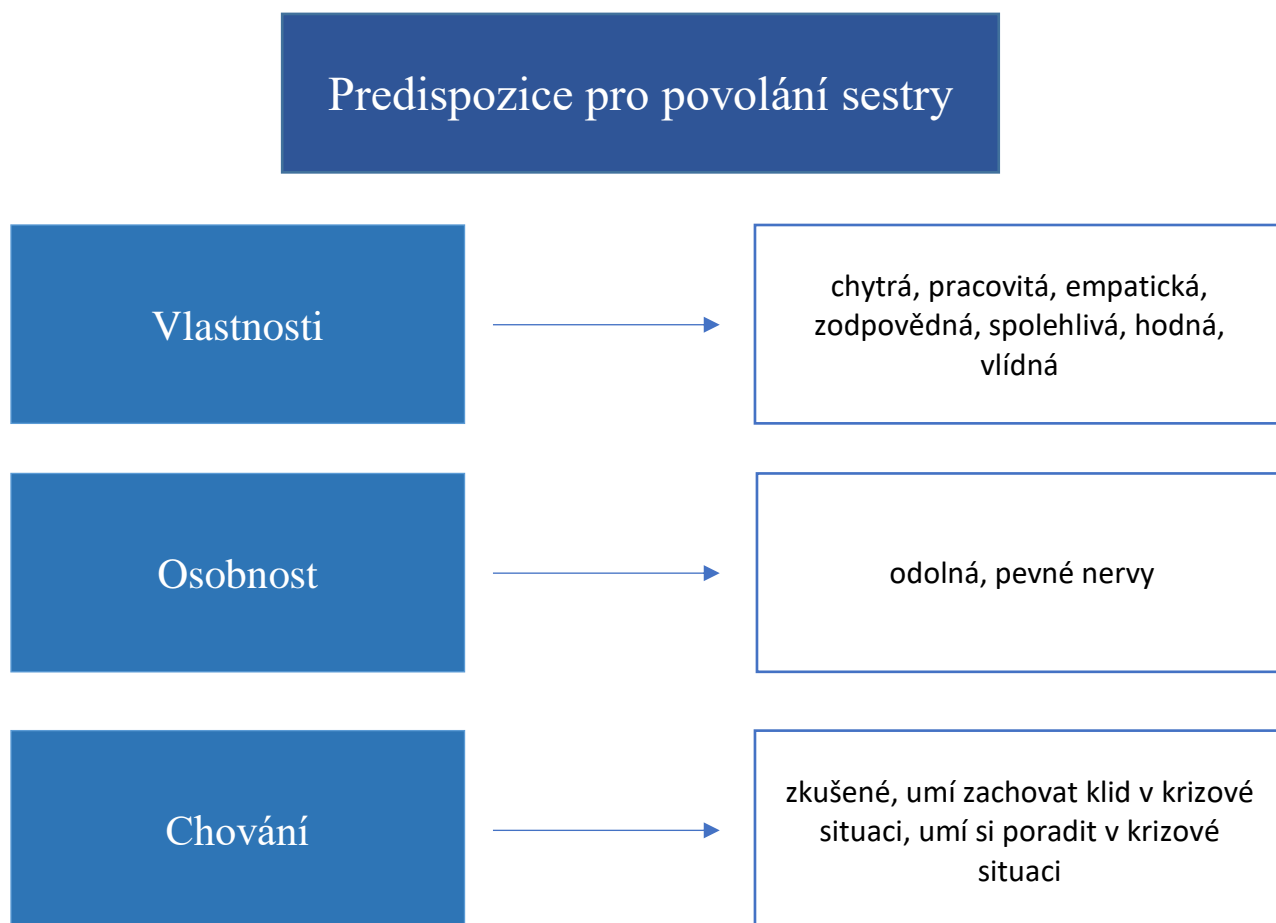 Predispozice pro povolání sestry
Vlastnosti
chytrá, pracovitá, empatická,
zodpovědná, spolehlivá, hodná,
vlídná
Osobnost
odolná, pevné nervy
Chování
zkušené, umí zachovat klid v krizové
situaci, umí si poradit v krizové
situaci